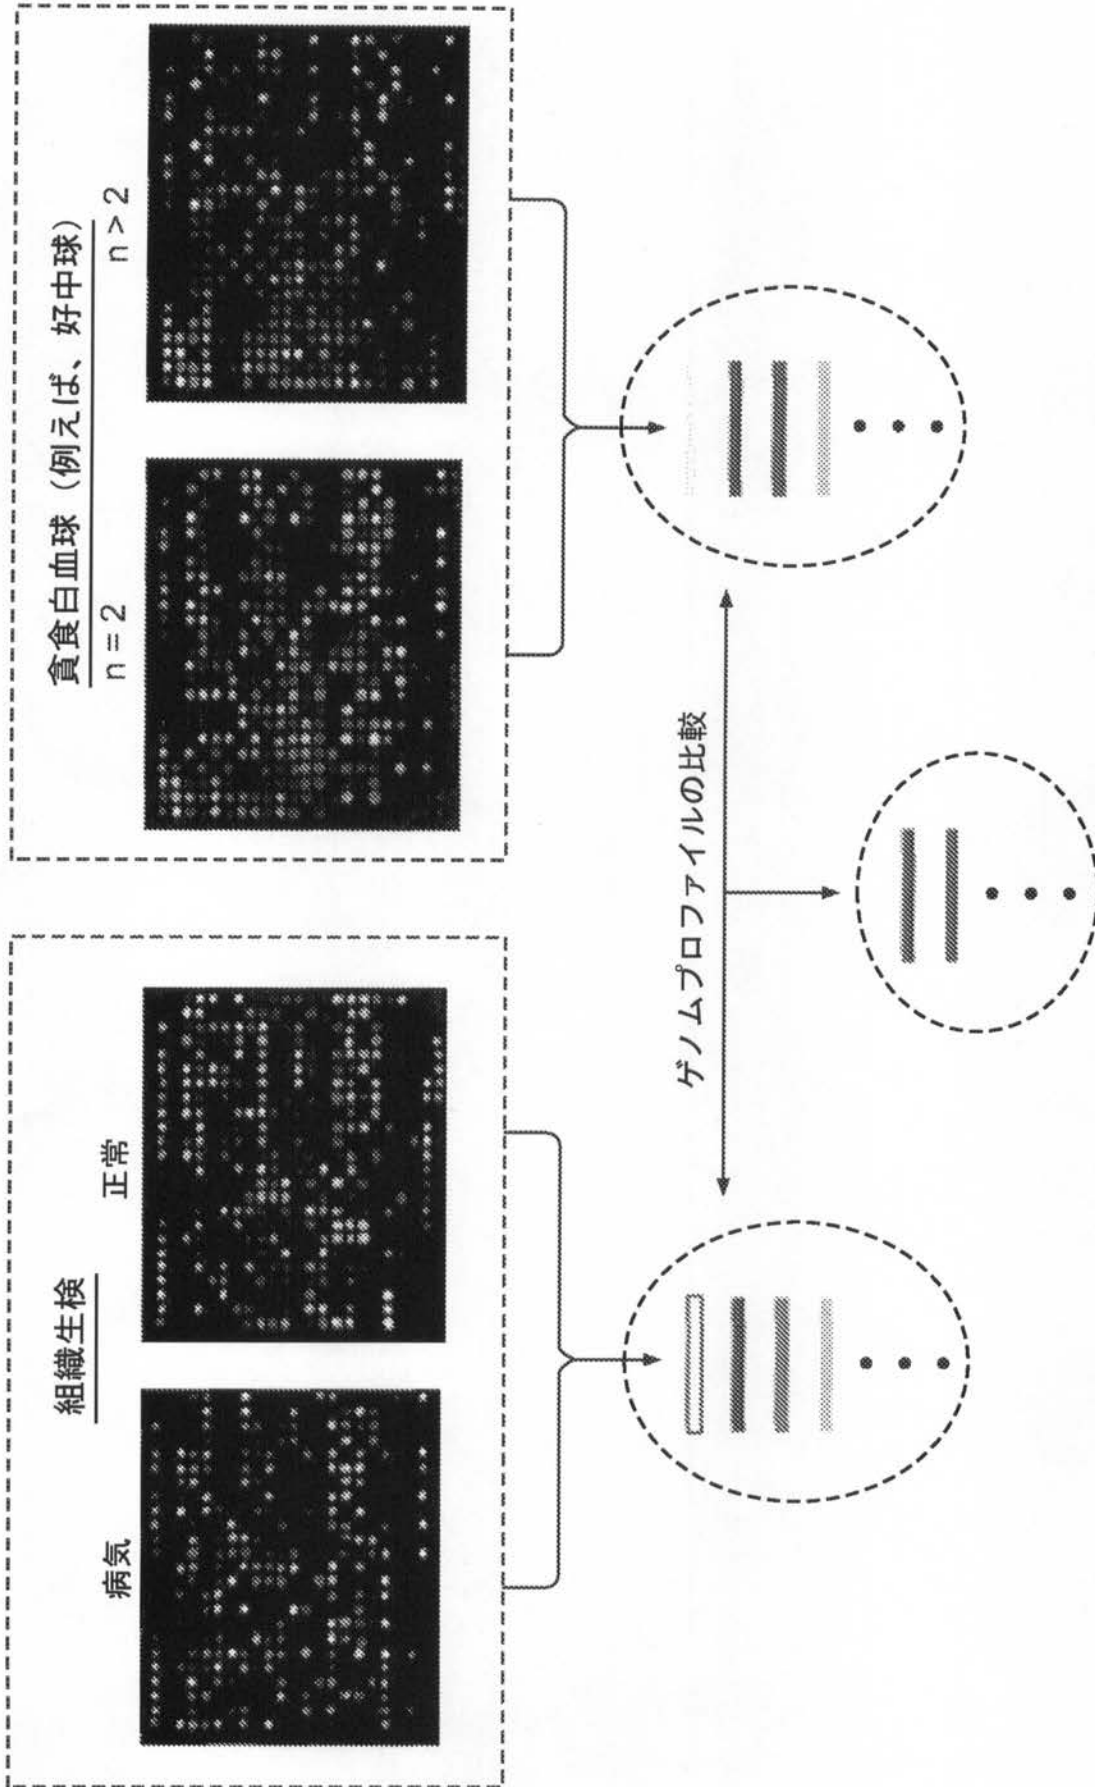 組織生検
病気
正常
貪食白血球（例えば、好中球）
n = 2
n > 2
ゲノムプロファイルの比較